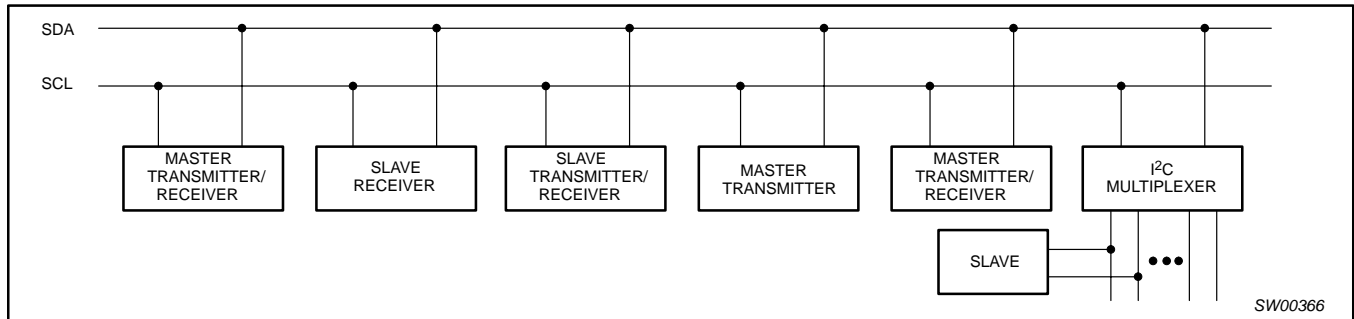 SDA
SCL
MASTER
TRANSMITTER/
RECEIVER
SLAVE
RECEIVER
SLAVE
TRANSMITTER/
RECEIVER
MASTER
TRANSMITTER
MASTER
TRANSMITTER/
RECEIVER
I²C
MULTIPLEXER
SLAVE
SW00366